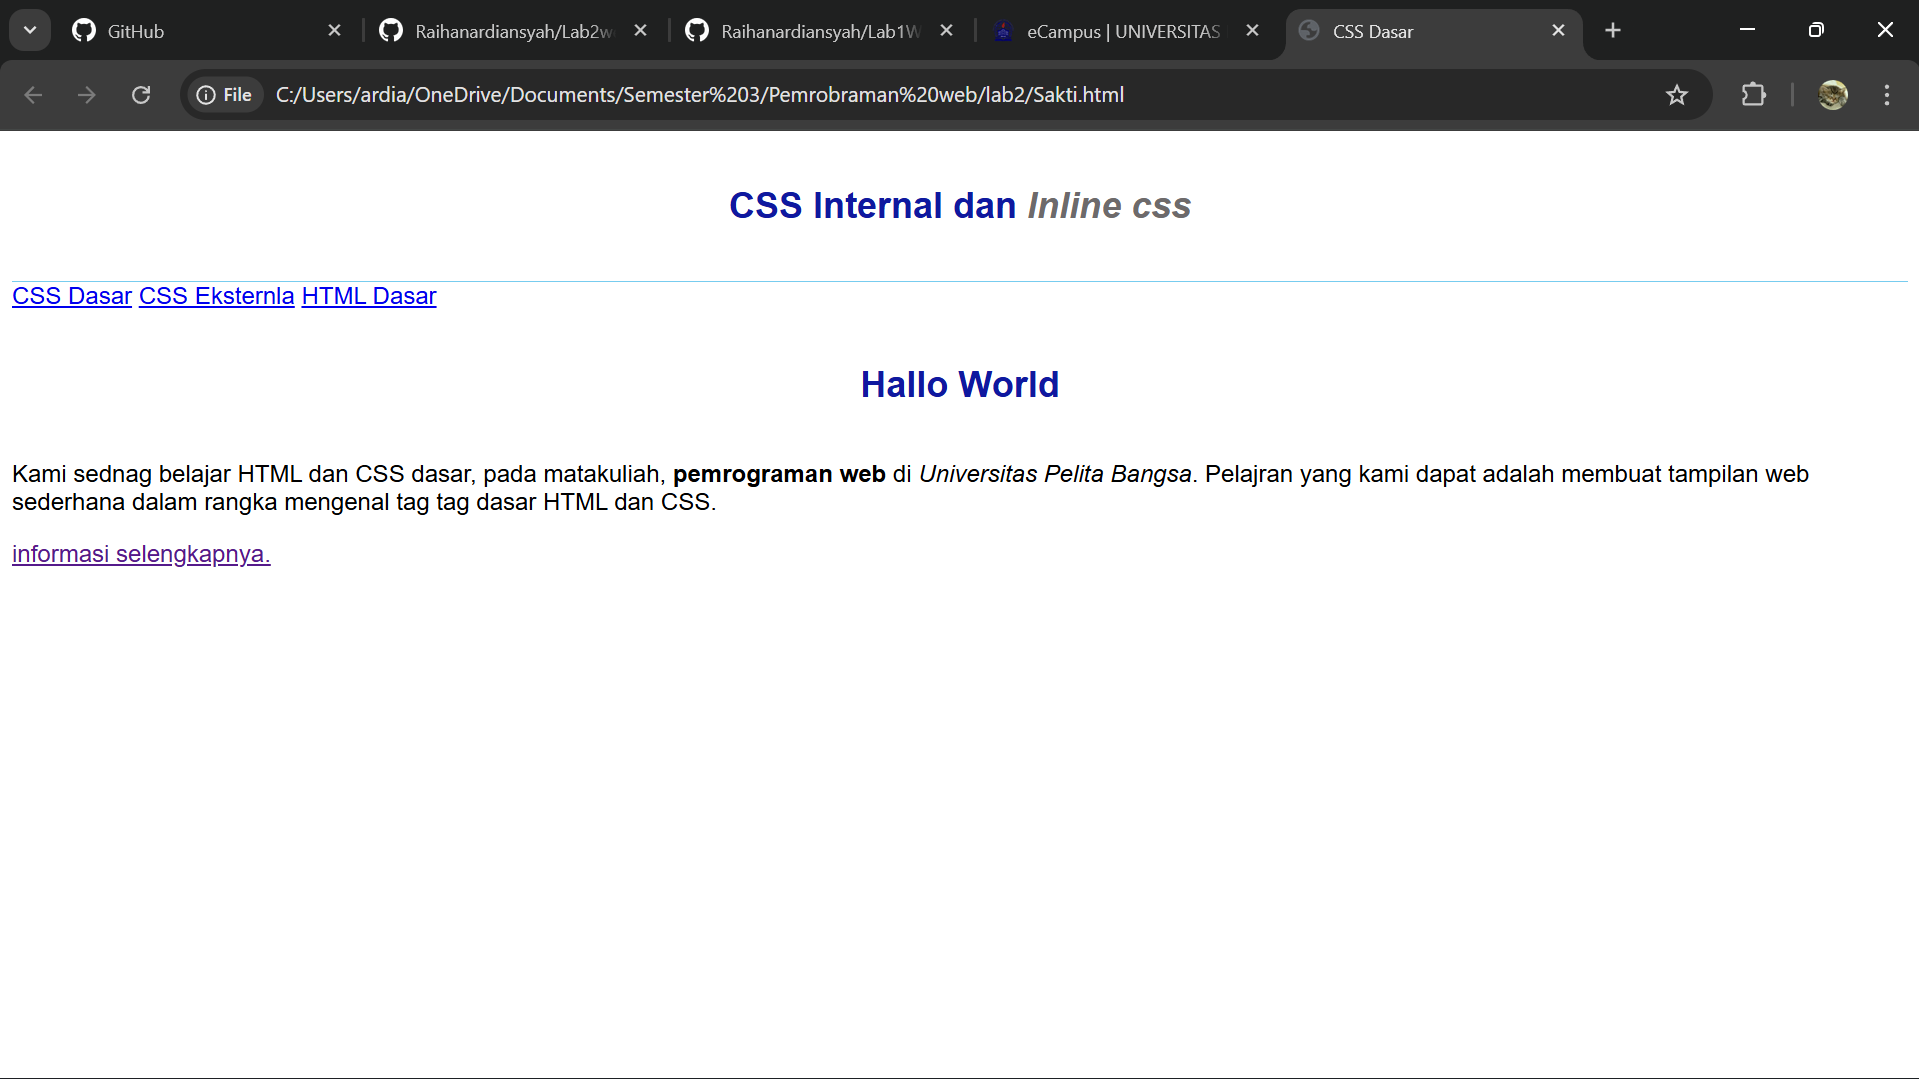 GitHub
Raihanardiansyah/Lab2w
Raihanardiansyah/Lab1W
eCampus | UNIVERSITAS
CSS Dasar
File
C:/Users/ardia/OneDrive/Documents/Semester%203/Pemrobraman%20web/lab2/Sakti.html
CSS Internal dan Inline css
CSS Dasar CSS Eksternla HTML Dasar
Hallo World
Kami sednag belajar HTML dan CSS dasar, pada matakuliah, pemrograman web di Universitas Pelita Bangsa. Pelajran yang kami dapat adalah membuat tampilan web
sederhana dalam rangka mengenal tag tag dasar HTML dan CSS.
informasi selengkapnya.